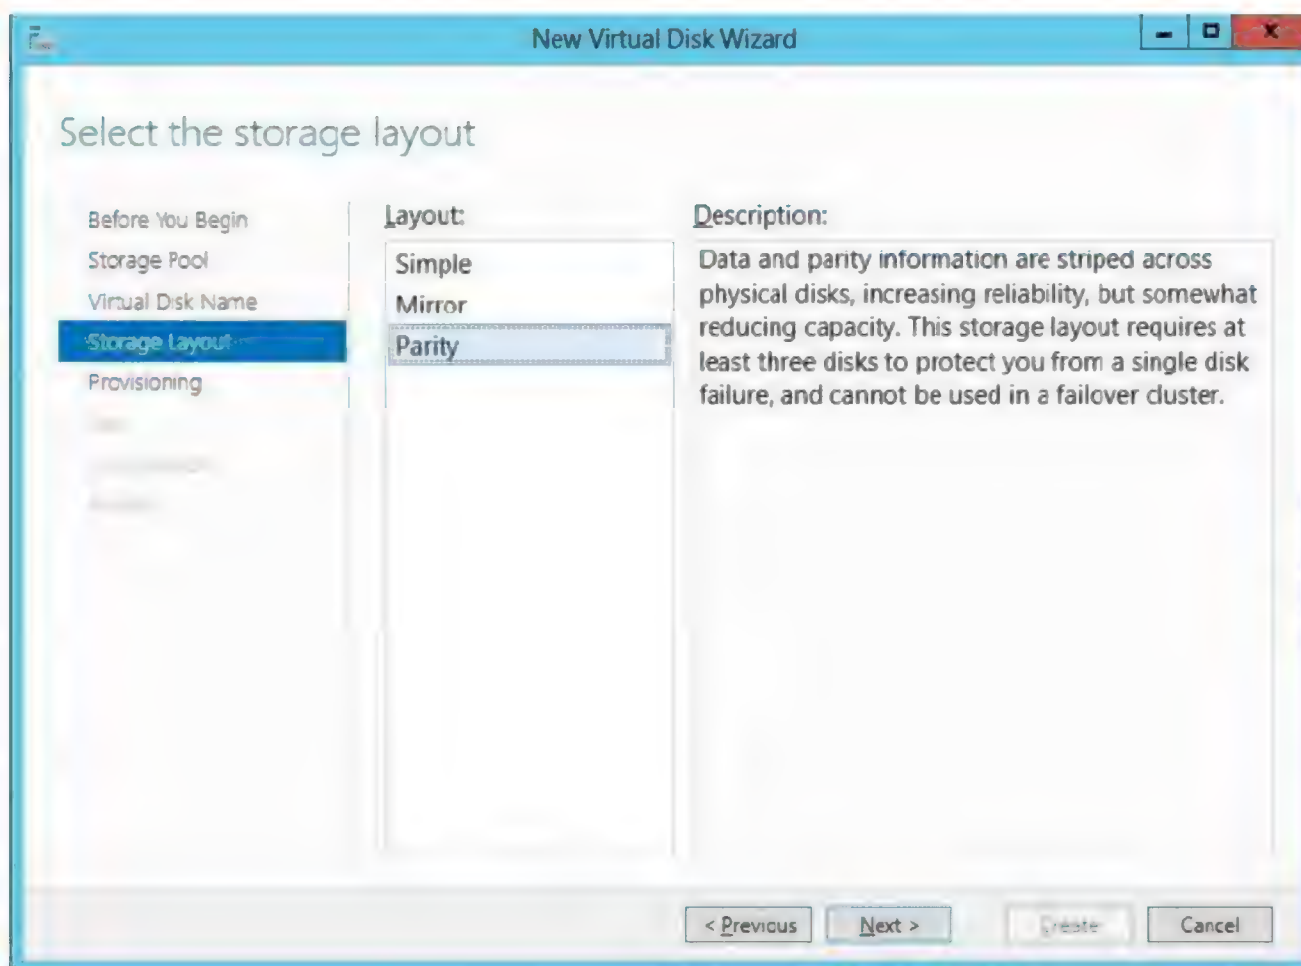 New Virtual Disk Wizard
Select the storage layout
Before You Begin
Storage Pool
Virtual Disk Name
Storage Layout
Provisioning
Layout:
Simple
Mirror
Parity
Description:
Data and parity information are striped across
physical disks, increasing reliability, but somewhat
reducing capacity. This storage layout requires at
least three disks to protect you from a single disk
failure, and cannot be used in a failover cluster.
< Previous
Next >
Create
Cancel